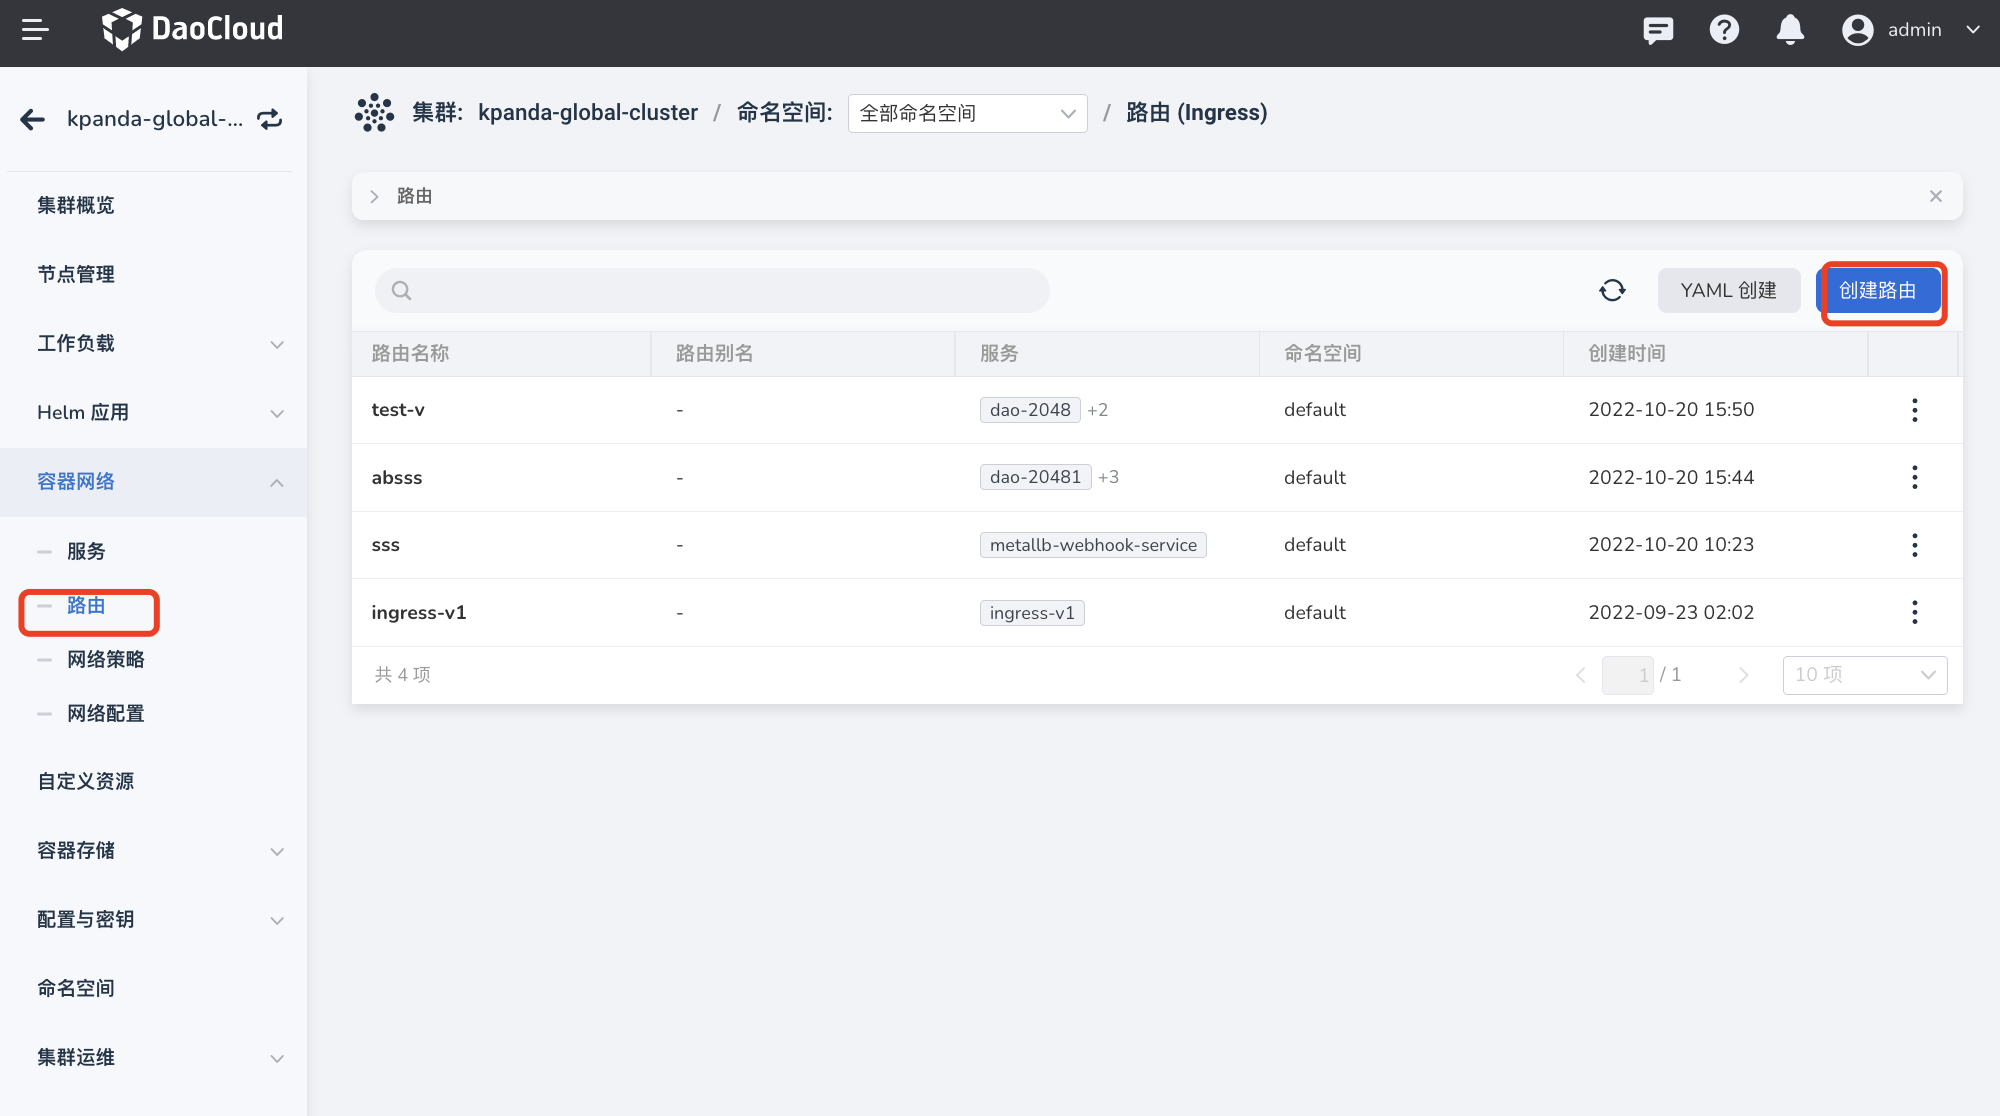 DaoCloud
admin
kpanda-global-...
集群: kpanda-global-cluster / 命名空间: 全部命名空间 / 路由 (Ingress)
集群概览
节点管理
工作负载
Helm 应用
容器网络
服务
路由
网络策略
网络配置
自定义资源
容器存储
配置与密钥
命名空间
集群运维
路由
YAML 创建 创建路由
路由名称 路由别名 服务 命名空间 创建时间
test-v - dao-2048 +2 default 2022-10-20 15:50
absss - dao-20481 +3 default 2022-10-20 15:44
sss - metallb-webhook-service default 2022-10-20 10:23
ingress-v1 - ingress-v1 default 2022-09-23 02:02
共 4 项 1 / 1 10 项